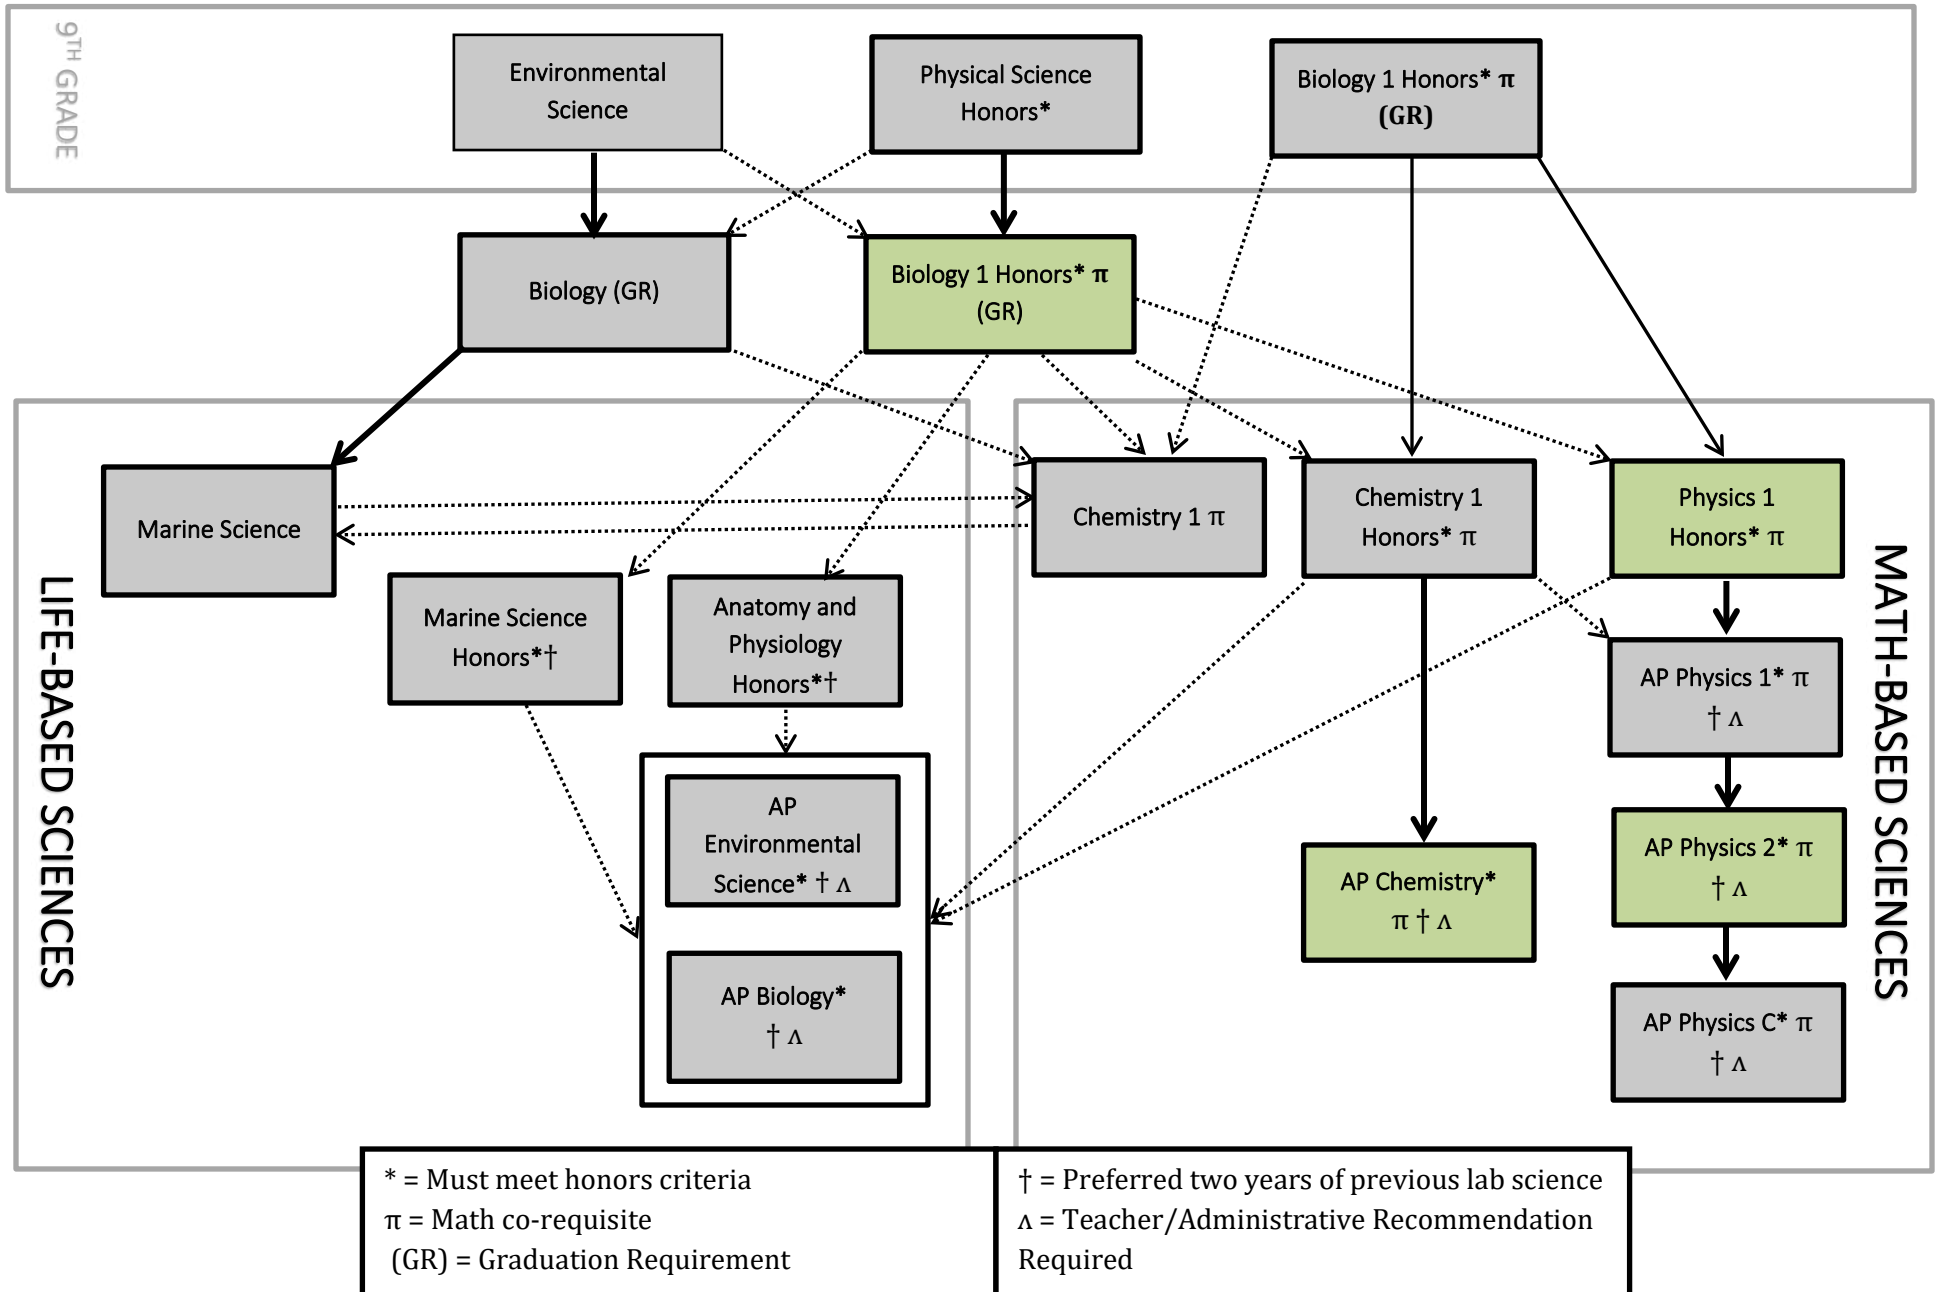 9TH GRADE
Environmental
Science
Physical Science
Honors*
Biology 1 Honors* π
(GR)
Biology (GR)
Biology 1 Honors* π
(GR)
LIFE-BASED SCIENCES
Marine Science
Marine Science
Honors*†
Anatomy and
Physiology
Honors*†
AP
Environmental
Science* † ʌ
AP Biology*
† ʌ
Chemistry 1 π
Chemistry 1
Honors* π
Physics 1
Honors* π
AP Physics 1* π
† ʌ
AP Chemistry*
π † ʌ
AP Physics 2* π
† ʌ
AP Physics C* π
† ʌ
MATH-BASED SCIENCES
* = Must meet honors criteria
π = Math co-requisite
(GR) = Graduation Requirement
† = Preferred two years of previous lab science
ʌ = Teacher/Administrative Recommendation
Required